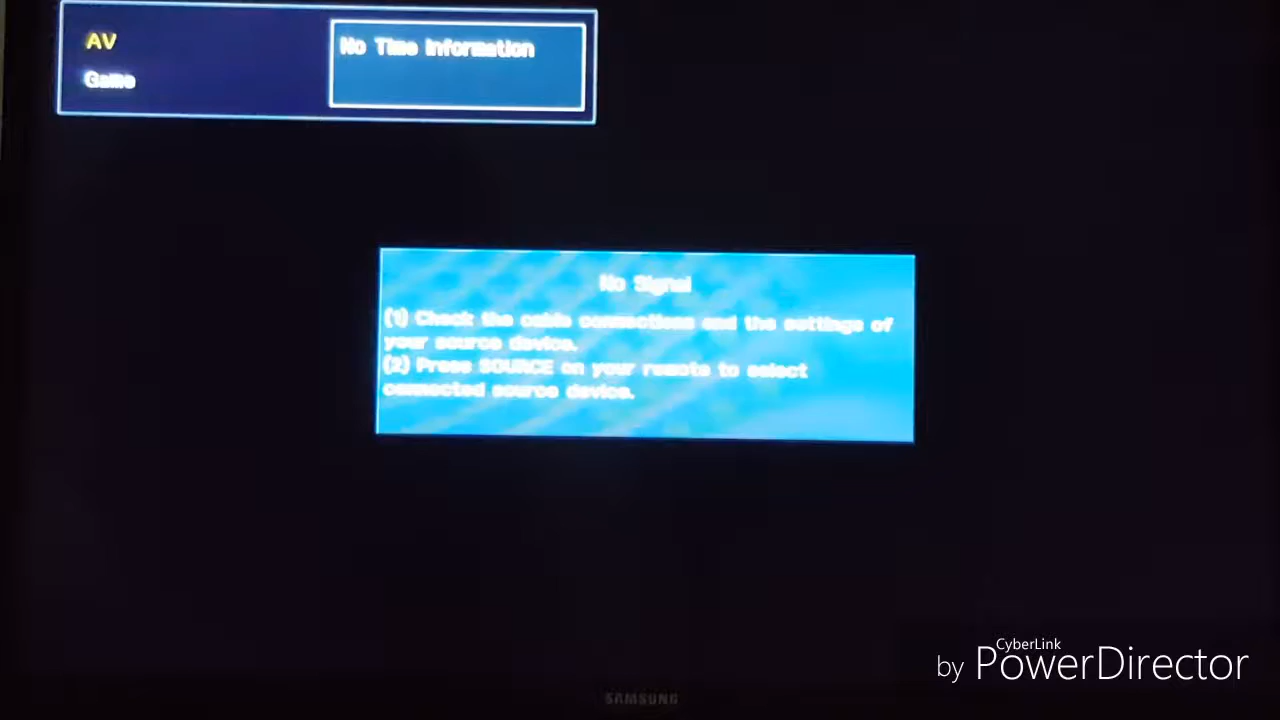 AV
Game
No Time Information
No Signal
(1) Check the cable connections and the settings of
your source device.
(2) Press SOURCE on your remote to select
connected source device.
SAMSUNG
CyberLink
by PowerDirector